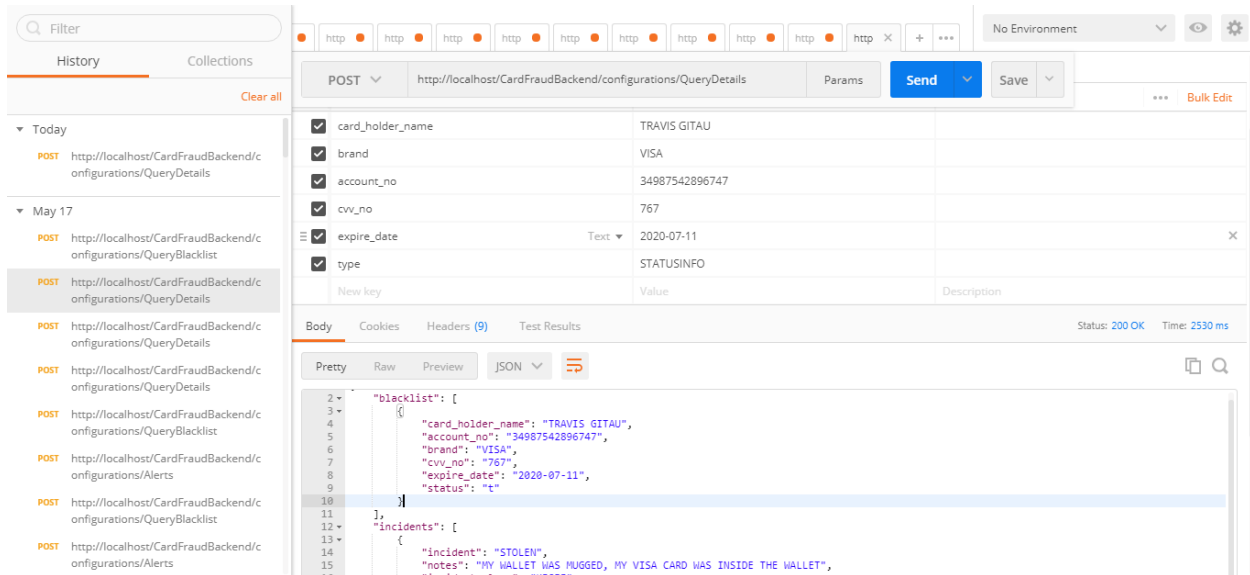 Filter
History Collections
Clear all
Today
POST http://localhost/CardFraudBackend/c
onfigurations/QueryDetails
May 17
POST http://localhost/CardFraudBackend/c
onfigurations/QueryBlacklist
POST http://localhost/CardFraudBackend/c
onfigurations/QueryDetails
POST http://localhost/CardFraudBackend/c
onfigurations/QueryDetails
POST http://localhost/CardFraudBackend/c
onfigurations/QueryDetails
POST http://localhost/CardFraudBackend/c
onfigurations/QueryBlacklist
POST http://localhost/CardFraudBackend/c
onfigurations/Alerts
POST http://localhost/CardFraudBackend/c
onfigurations/QueryBlacklist
POST http://localhost/CardFraudBackend/c
onfigurations/Alerts
http http http http http http http http http http × + •••
No Environment
POST http://localhost/CardFraudBackend/configurations/QueryDetails Params Send Save
••• Bulk Edit
card_holder_name TRAVIS GITAU
brand VISA
account_no 34987542896747
cvv_no 767
expire_date Text 2020-07-11 ×
type STATUSINFO
New key Value Description
Body Cookies Headers (9) Test Results Status: 200 OK Time: 2530 ms
Pretty Raw Preview JSON
2 "blacklist": [
3 {
4 "card_holder_name": "TRAVIS GITAU",
5 "account_no": "34987542896747",
6 "brand": "VISA",
7 "cvv_no": "767",
8 "expire_date": "2020-07-11",
9 "status": "t"
10 }
11 ],
12 "incidents": [
13 {
14 "incident": "STOLEN",
15 "notes": "MY WALLET WAS MUGGED, MY VISA CARD WAS INSIDE THE WALLET",